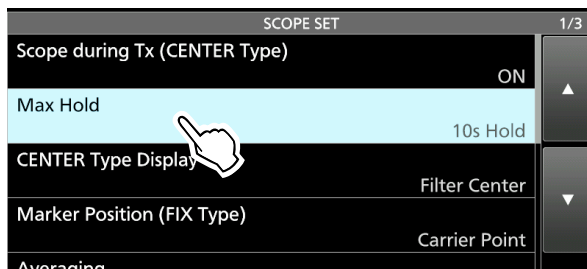 SCOPE SET 1/3
Scope during Tx (CENTER Type)
ON
Max Hold
10s Hold
CENTER Type Display
Filter Center
Marker Position (FIX Type)
Carrier Point
Averaging